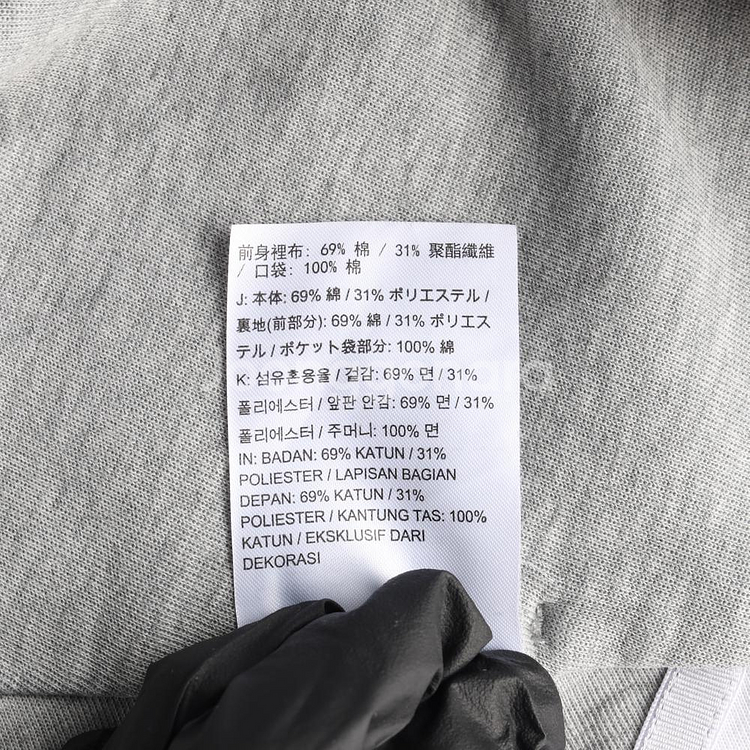 前身裡布: 69% 棉 / 31% 聚酯纖維
/ 口袋: 100% 棉
J: 本体: 69% 綿 / 31% ポリエステル /
裏地(前部分): 69% 綿 / 31% ポリエス
テル / ポケット袋部分: 100% 綿
K: 섬유혼용율 / 겉감: 69% 면 / 31%
폴리에스터 / 앞판 안감: 69% 면 / 31%
폴리에스터 / 주머니: 100% 면
IN: BADAN: 69% KATUN / 31%
POLIESTER / LAPISAN BAGIAN
DEPAN: 69% KATUN / 31%
POLIESTER / KANTUNG TAS: 100%
KATUN / EKSKLUSIF DARI
DEKORASI